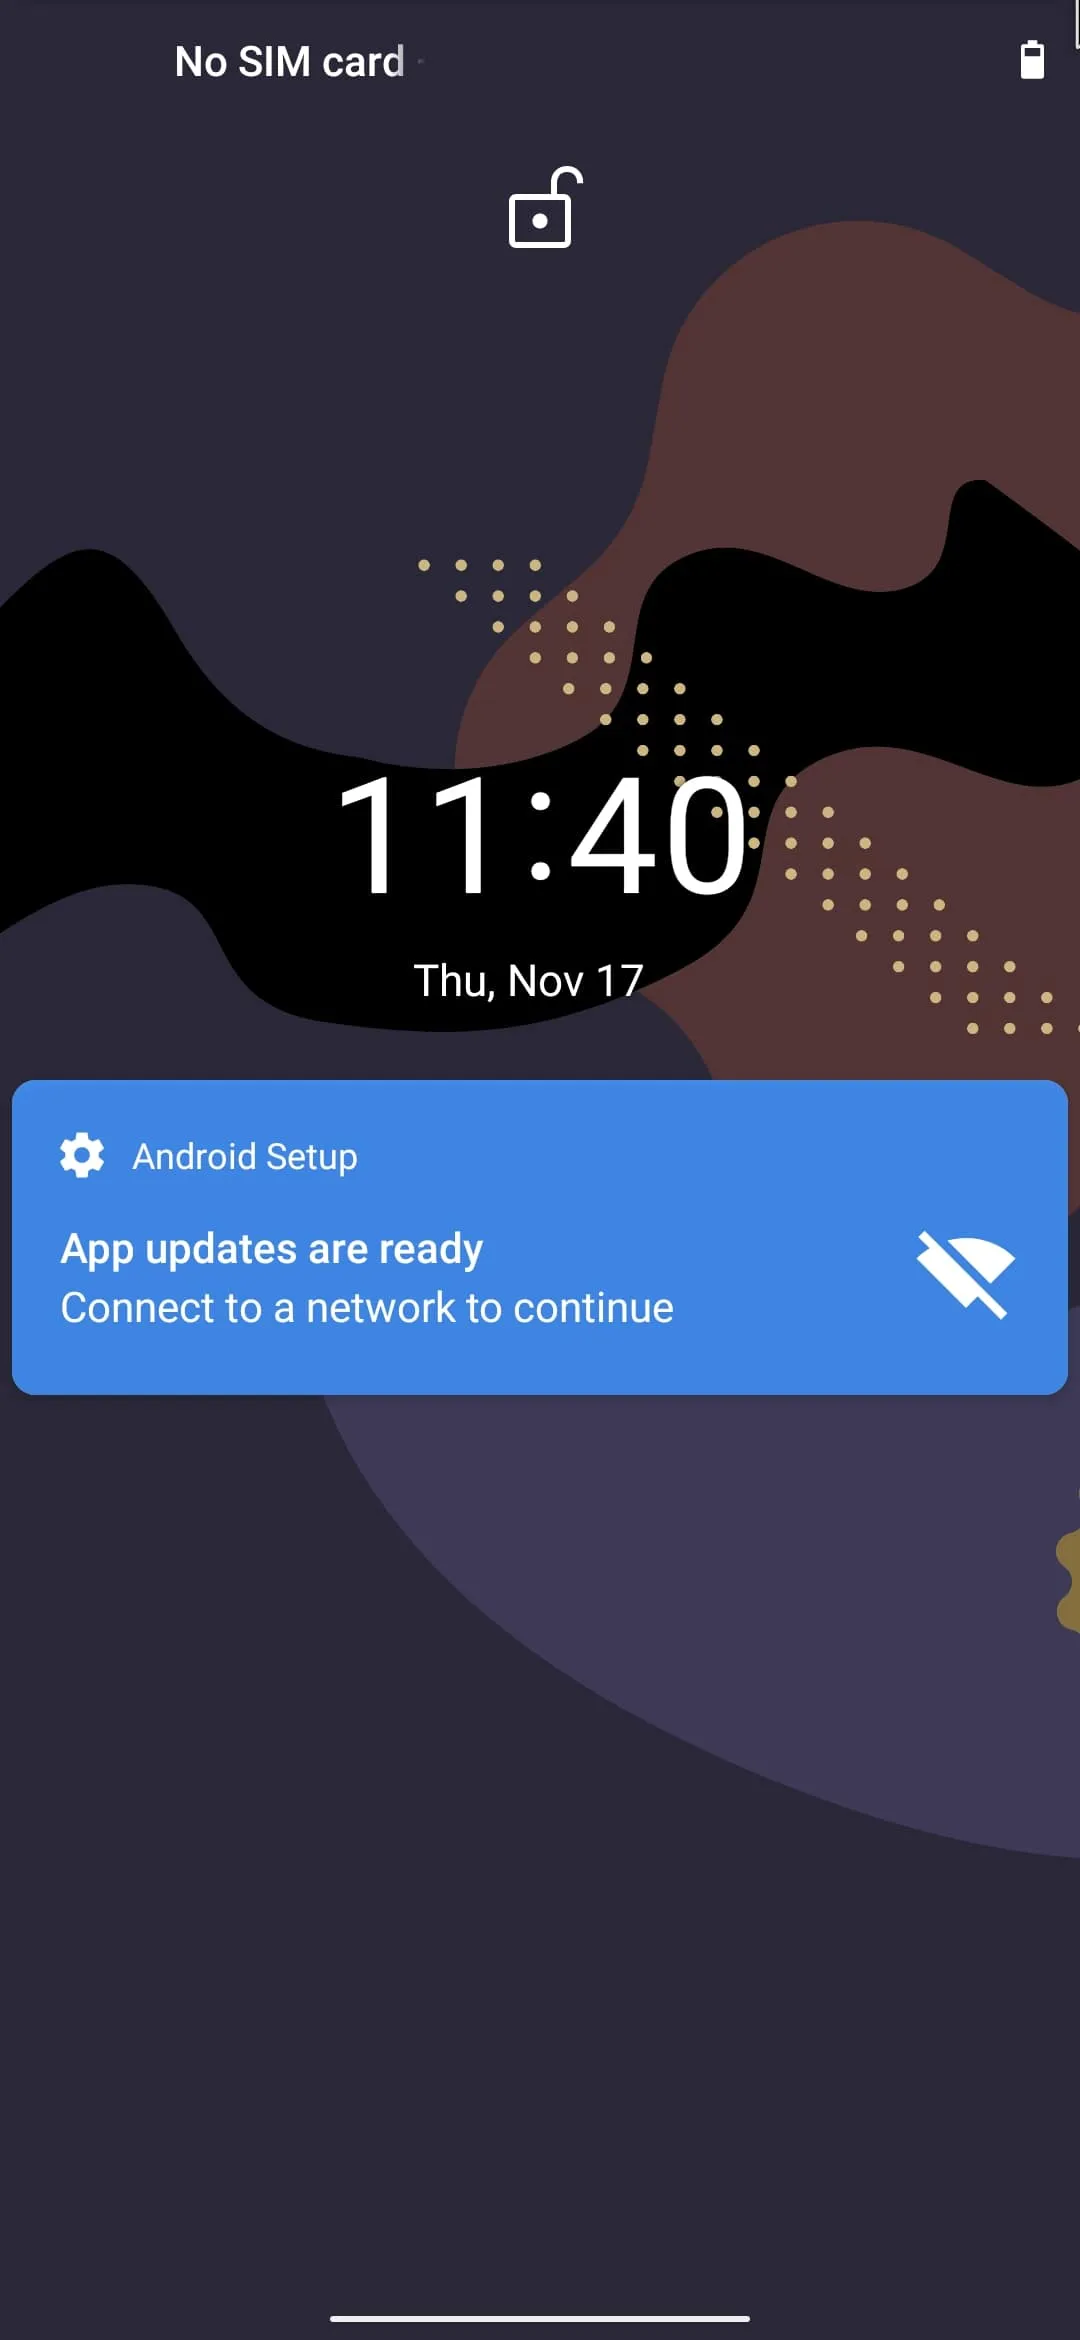 No SIM card
11:40
Thu, Nov 17
Android Setup
App updates are ready
Connect to a network to continue